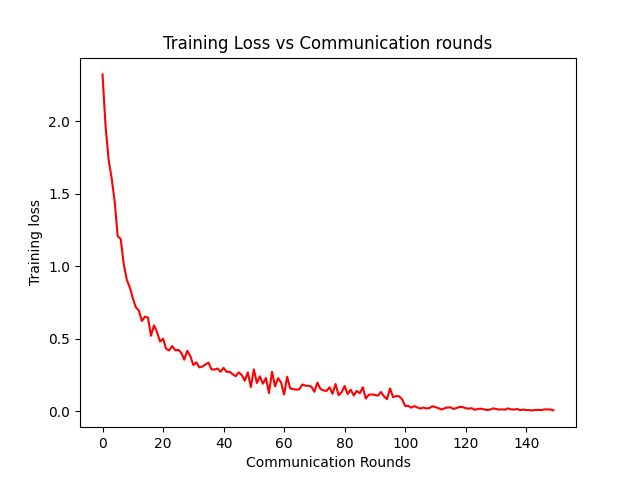 Training Loss vs Communication rounds
2.0
1.5
1.0
0.5
0.0
Training loss
0 20 40 60 80 100 120 140
Communication Rounds